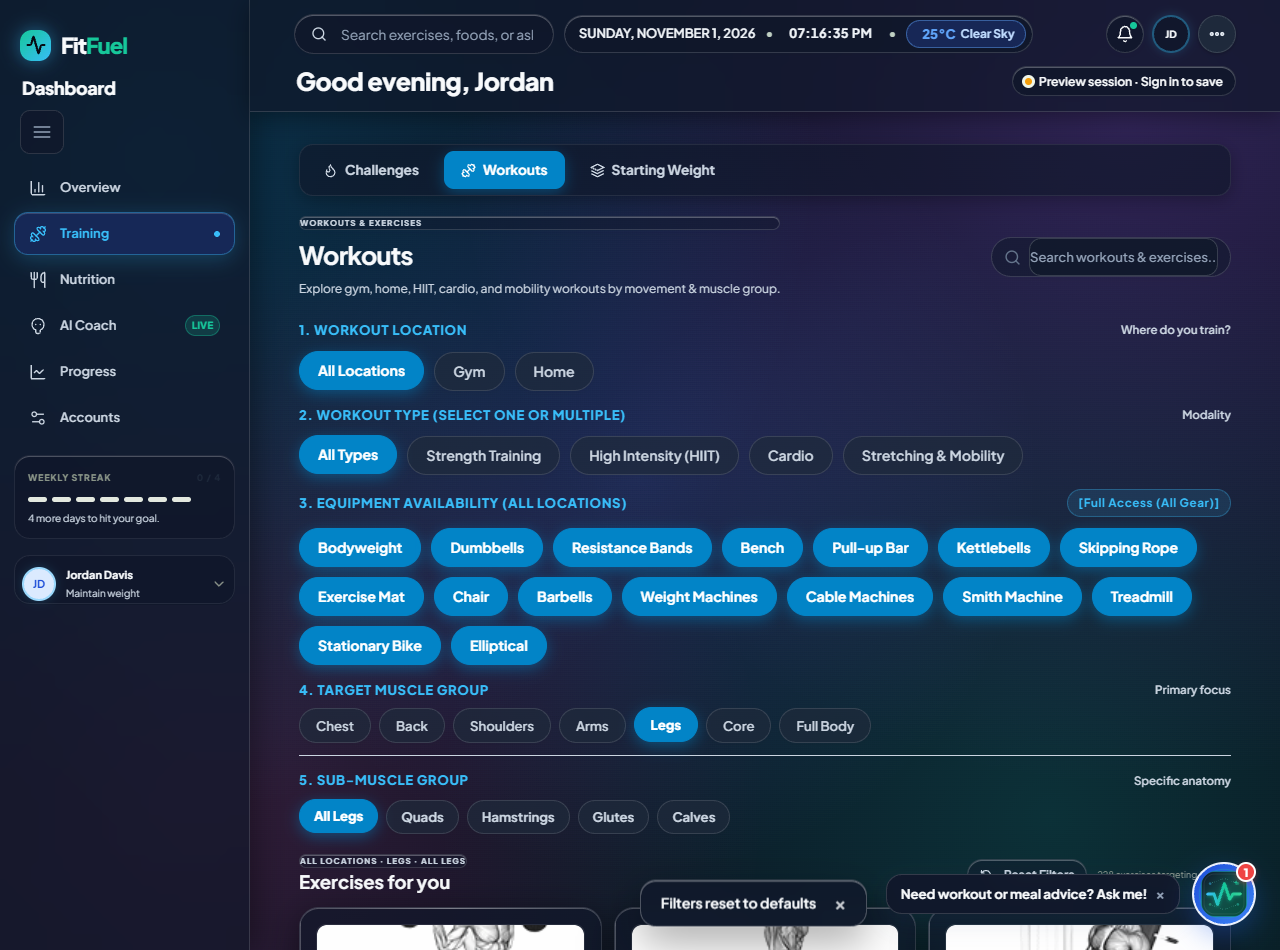 FitFuel
Dashboard
Overview
Training
Nutrition
AI Coach LIVE
Progress
Accounts
WEEKLY STREAK 0 / 4
4 more days to hit your goal.
JD Jordan Davis
Maintain weight
Search exercises, foods, or asl
SUNDAY, NOVEMBER 1, 2026 • 07:16:35 PM • 25°C Clear Sky
JD
Good evening, Jordan
Preview session · Sign in to save
Challenges Workouts Starting Weight
WORKOUTS & EXERCISES
Workouts
Search workouts & exercises..
Explore gym, home, HIIT, cardio, and mobility workouts by movement & muscle group.
1. WORKOUT LOCATION Where do you train?
All Locations Gym Home
2. WORKOUT TYPE (SELECT ONE OR MULTIPLE) Modality
All Types Strength Training High Intensity (HIIT) Cardio Stretching & Mobility
3. EQUIPMENT AVAILABILITY (ALL LOCATIONS) [Full Access (All Gear)]
Bodyweight Dumbbells Resistance Bands Bench Pull-up Bar Kettlebells Skipping Rope
Exercise Mat Chair Barbells Weight Machines Cable Machines Smith Machine Treadmill
Stationary Bike Elliptical
4. TARGET MUSCLE GROUP Primary focus
Chest Back Shoulders Arms Legs Core Full Body
5. SUB-MUSCLE GROUP Specific anatomy
All Legs Quads Hamstrings Glutes Calves
ALL LOCATIONS · LEGS · ALL LEGS
Exercises for you
Reset Filters
Filters reset to defaults ×
Need workout or meal advice? Ask me! ×
1